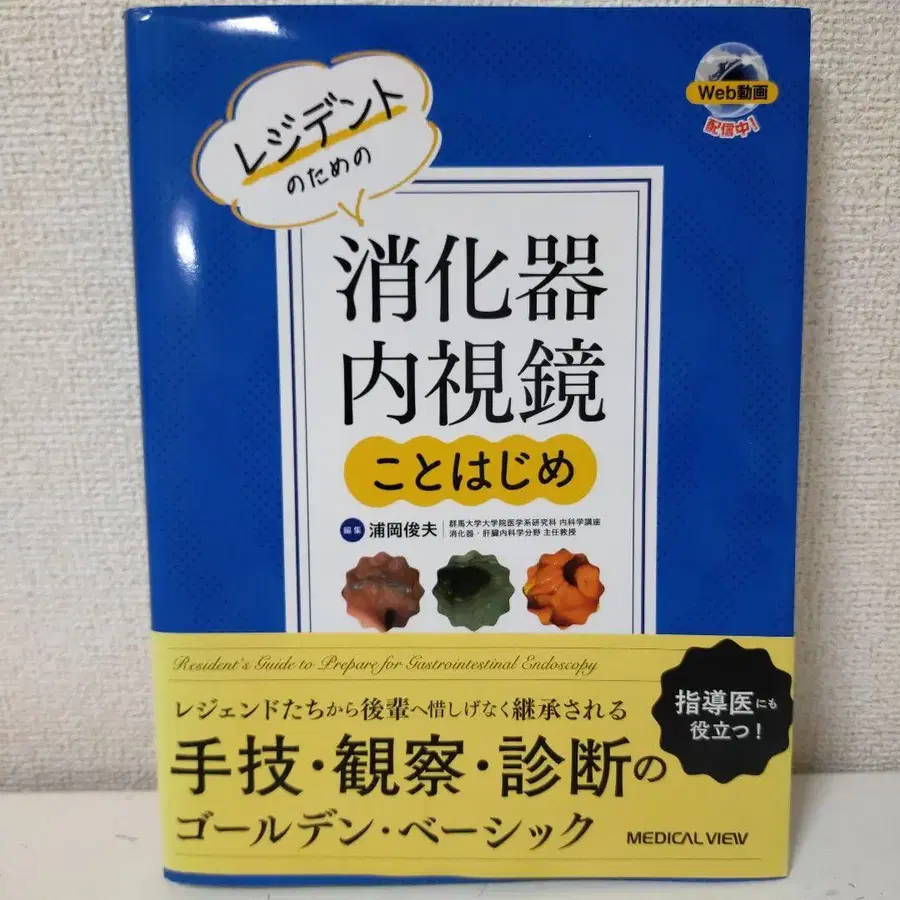 レジデント
のための
Web動画
配信中!
消化器
内視鏡
ことはじめ
編集 浦岡俊夫
群馬大学大学院医学系研究科 内科学講座
消化器・肝臓内科学分野 主任教授
Resident's Guide to Prepare for Gastrointestinal Endoscopy
レジェンドたちから後輩へ惜しげなく継承される
手技・観察・診断の
ゴールデン・ベーシック
指導医にも
役立つ!
MEDICAL VIEW